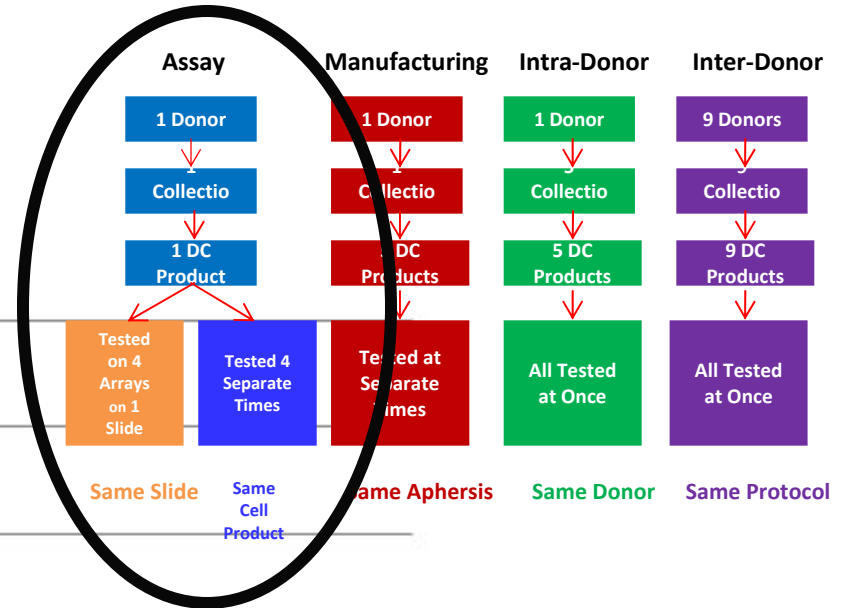 Assay
1 Donor
1
Collectio
1 DC
Product
Tested
on 4
Arrays
on 1
Slide
Same Slide
Tested 4
Separate
Times
Same
Cell
Product
Manufacturing
1 Donor
1
Collectio
DC
Products
Tested at
Separate
Times
Same Aphersis
Intra-Donor
1 Donor
Collectio
5 DC
Products
All Tested
at Once
Same Donor
Inter-Donor
9 Donors
Collectio
9 DC
Products
All Tested
at Once
Same Protocol